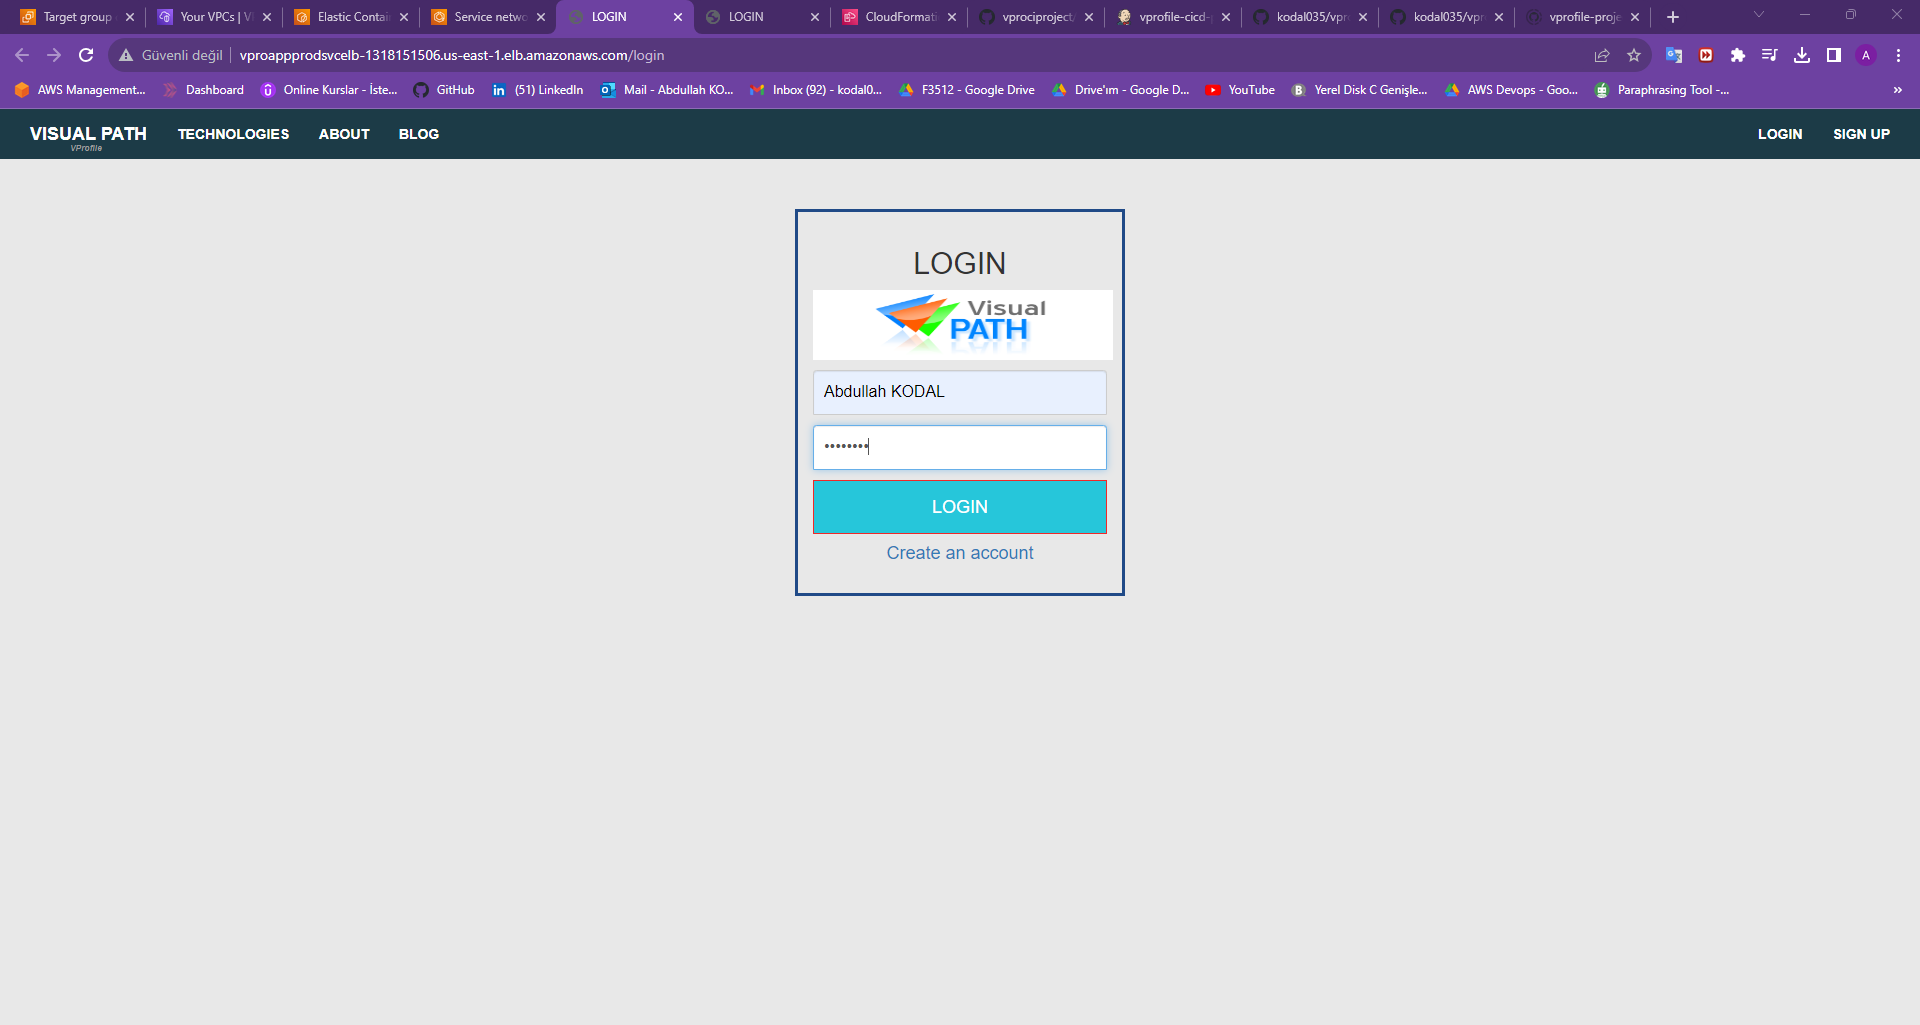 Target group
Your VPCs | V
Elastic Contai
Service netwo
LOGIN
LOGIN
CloudFormati
vprociproject/
vprofile-cicd-
kodal035/vpr
kodal035/vpr
vprofile-proje
Güvenli değil
vproappprodsvcelb-1318151506.us-east-1.elb.amazonaws.com/login
A
AWS Management...
Dashboard
Online Kurslar - İste...
GitHub
(51) LinkedIn
Mail - Abdullah KO...
Inbox (92) - kodal0...
F3512 - Google Drive
Drive'ım - Google D...
YouTube
Yerel Disk C Genişle...
AWS Devops - Goo...
Paraphrasing Tool -...
»
VISUAL PATH
VProfile
TECHNOLOGIES
ABOUT
BLOG
LOGIN
SIGN UP
LOGIN
Visual
PATH
Abdullah KODAL
••••••••
LOGIN
Create an account